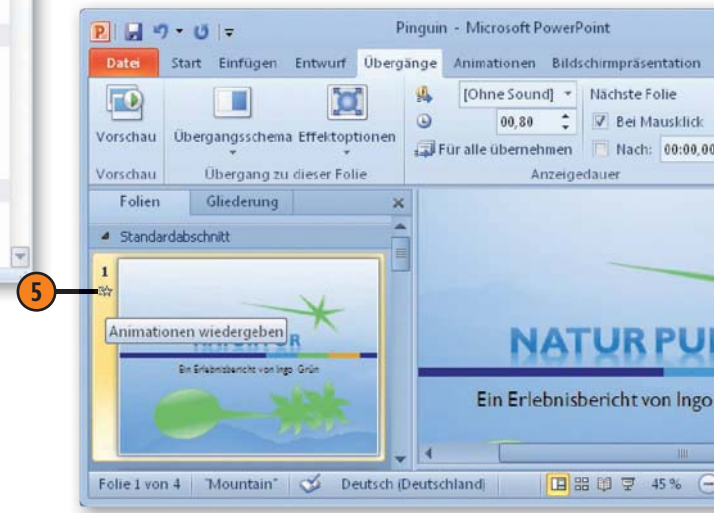 Pinguin - Microsoft PowerPoint
Datei Start Einfügen Entwurf Übergänge Animationen Bildschirmpräsentation
[Ohne Sound] Nächste Folie
00,80 Bei Mausklick
Vorschau Übergangsschema Effektoptionen Für alle übernehmen Nach: 00:00,00
Vorschau Übergang zu dieser Folie Anzeigedauer
Folien Gliederung
Standardabschnitt
1
5
Animationen wiedergeben
Ein Erlebnisbericht von Ingo Grün
NATUR PU
Ein Erlebnisbericht von Ingo
Folie 1 von 4 "Mountain" Deutsch (Deutschland) 45 %